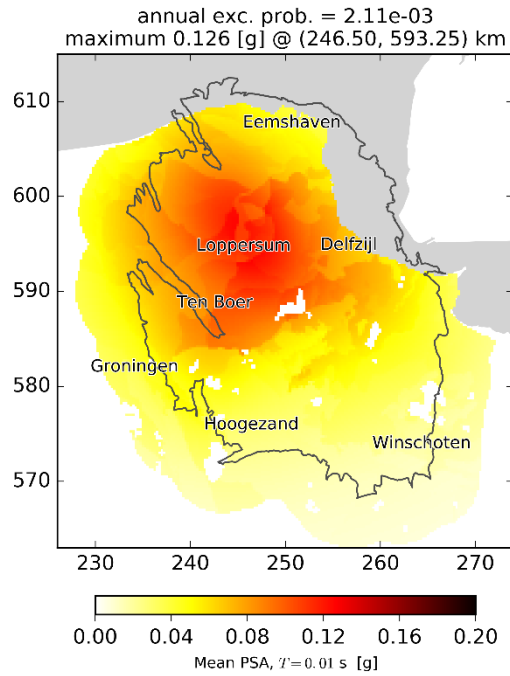 annual exc. prob. = 2.11e-03
maximum 0.126 [g] @ (246.50, 593.25) km
610
Eemshaven
600
Loppersum Delfzijl
590
Ten Boer
Groningen
580
Hoogezand
Winschoten
570
230 240 250 260 270
0.00 0.04 0.08 0.12 0.16 0.20
Mean PSA, T=0.01 s [g]